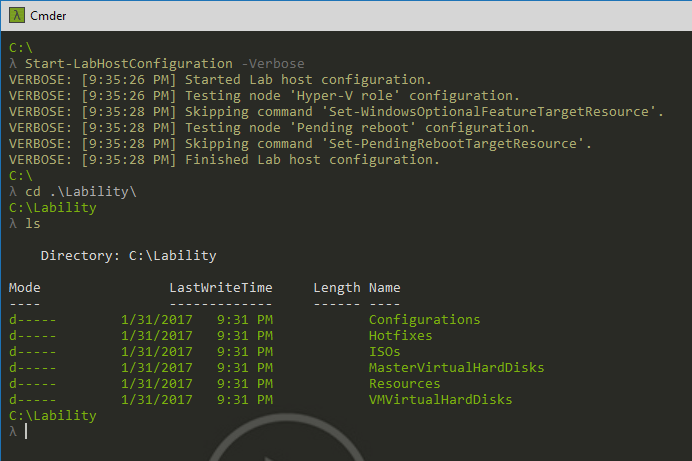 λ Cmder
C:\
λ Start-LabHostConfiguration -Verbose
VERBOSE: [9:35:26 PM] Started Lab host configuration.
VERBOSE: [9:35:26 PM] Testing node 'Hyper-V role' configuration.
VERBOSE: [9:35:28 PM] Skipping command 'Set-WindowsOptionalFeatureTargetResource'.
VERBOSE: [9:35:28 PM] Testing node 'Pending reboot' configuration.
VERBOSE: [9:35:28 PM] Skipping command 'Set-PendingRebootTargetResource'.
VERBOSE: [9:35:28 PM] Finished Lab host configuration.
C:\
λ cd .\Lability\
C:\Lability
λ ls
    Directory: C:\Lability
Mode                LastWriteTime     Length Name
----                -------------     ------ ----
d-----        1/31/2017   9:31 PM            Configurations
d-----        1/31/2017   9:31 PM            Hotfixes
d-----        1/31/2017   9:31 PM            ISOs
d-----        1/31/2017   9:31 PM            MasterVirtualHardDisks
d-----        1/31/2017   9:31 PM            Resources
d-----        1/31/2017   9:31 PM            VMVirtualHardDisks
C:\Lability
λ